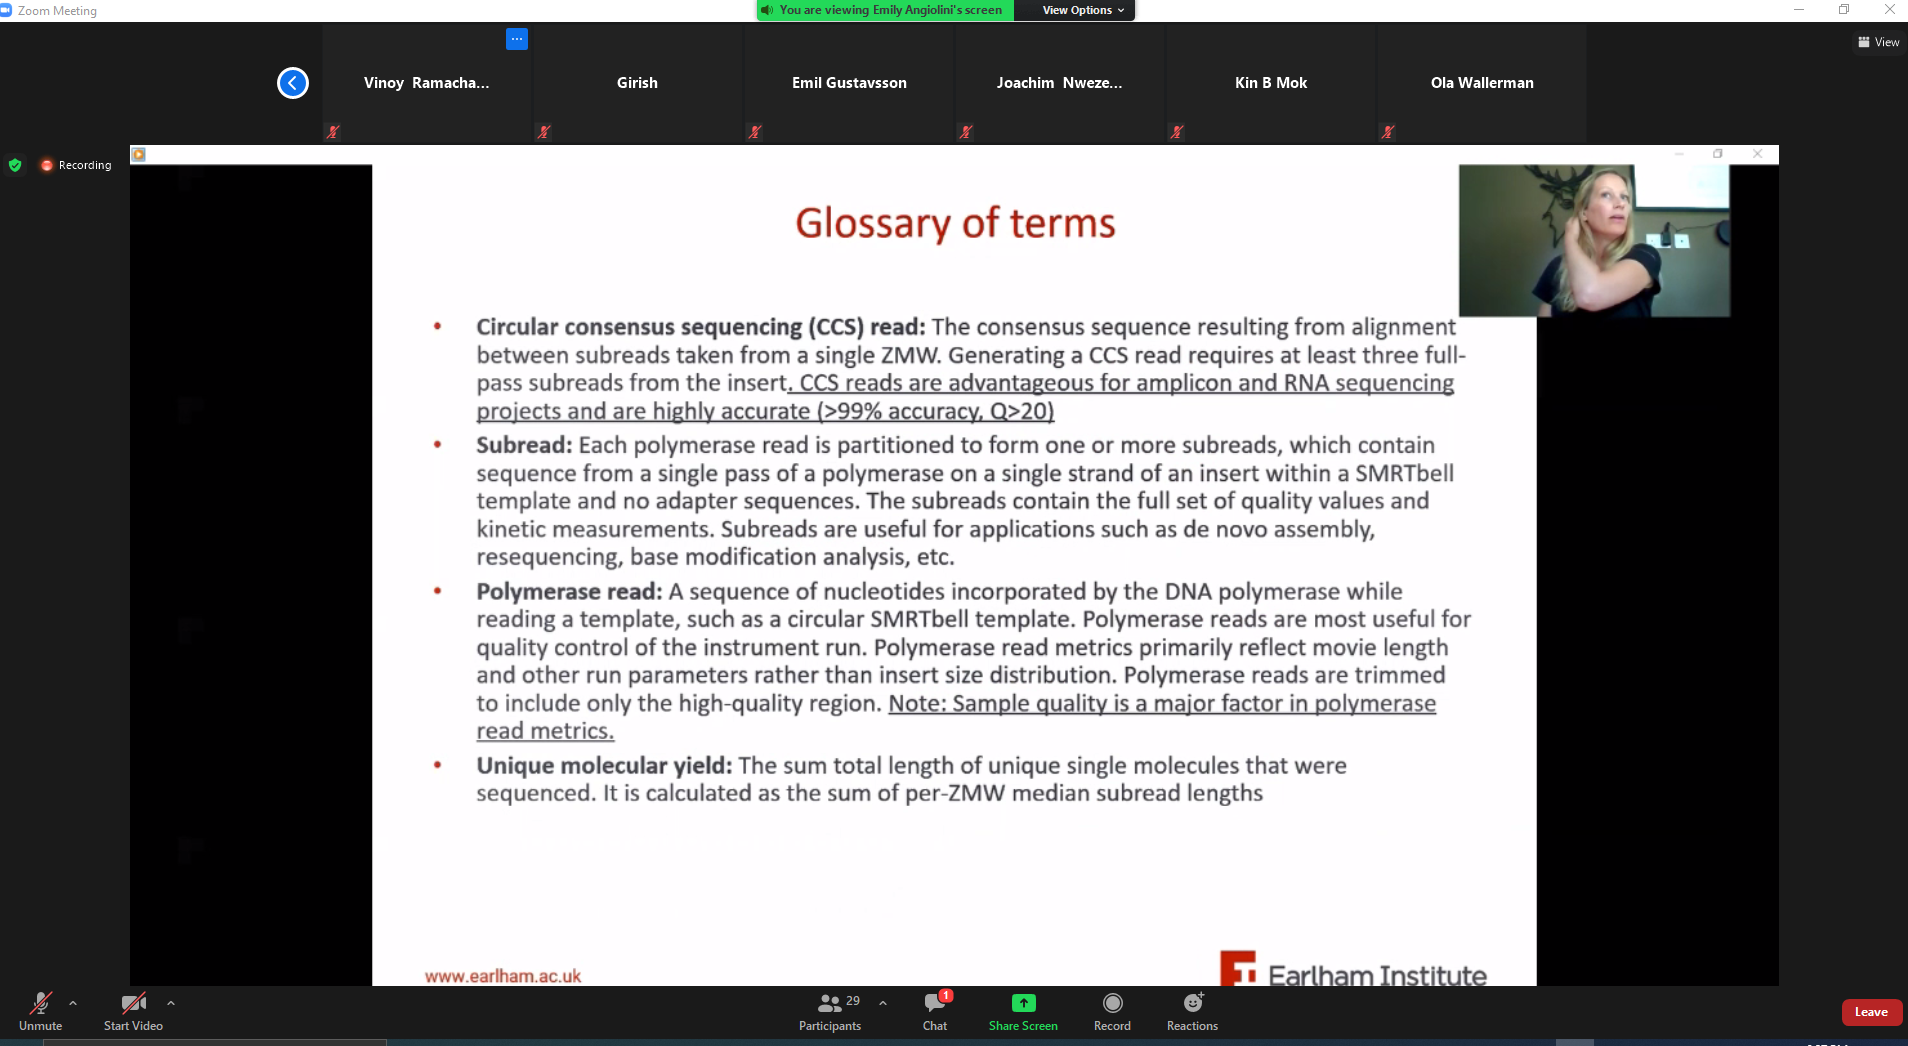 Zoom Meeting
You are viewing Emily Angiolini's screen
View Options
View
Vinoy Ramacha...
Girish
Emil Gustavsson
Joachim Nweze...
Kin B Mok
Ola Wallerman
Recording
Glossary of terms
Circular consensus sequencing (CCS) read: The consensus sequence resulting from alignment
between subreads taken from a single ZMW. Generating a CCS read requires at least three full-
pass subreads from the insert. CCS reads are advantageous for amplicon and RNA sequencing
projects and are highly accurate (>99% accuracy, Q>20)
Subread: Each polymerase read is partitioned to form one or more subreads, which contain
sequence from a single pass of a polymerase on a single strand of an insert within a SMRTbell
template and no adapter sequences. The subreads contain the full set of quality values and
kinetic measurements. Subreads are useful for applications such as de novo assembly,
resequencing, base modification analysis, etc.
Polymerase read: A sequence of nucleotides incorporated by the DNA polymerase while
reading a template, such as a circular SMRTbell template. Polymerase reads are most useful for
quality control of the instrument run. Polymerase read metrics primarily reflect movie length
and other run parameters rather than insert size distribution. Polymerase reads are trimmed
to include only the high-quality region. Note: Sample quality is a major factor in polymerase
read metrics.
Unique molecular yield: The sum total length of unique single molecules that were
sequenced. It is calculated as the sum of per-ZMW median subread lengths
www.earlham.ac.uk
Earlham Institute
Unmute
Start Video
29
Participants
1
Chat
Share Screen
Record
Reactions
Leave